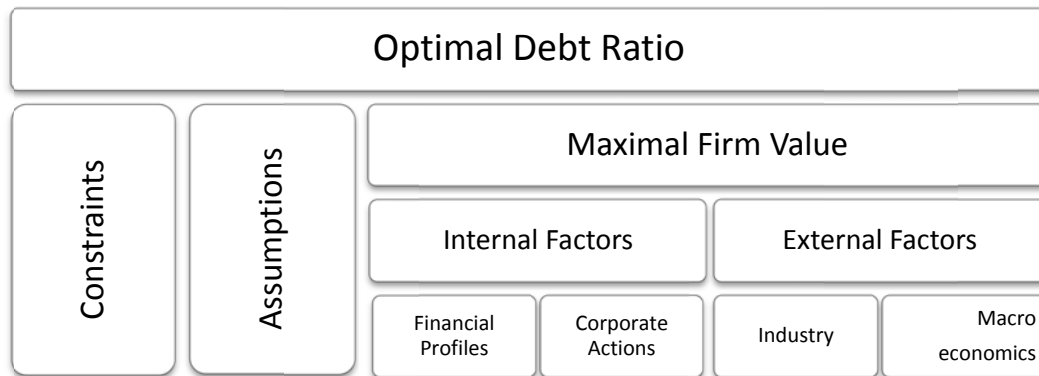 Optimal Debt Ratio
Constraints
Assumptions
Maximal Firm Value
Internal Factors
External Factors
Financial
Profiles
Corporate
Actions
Industry
Macro
economics